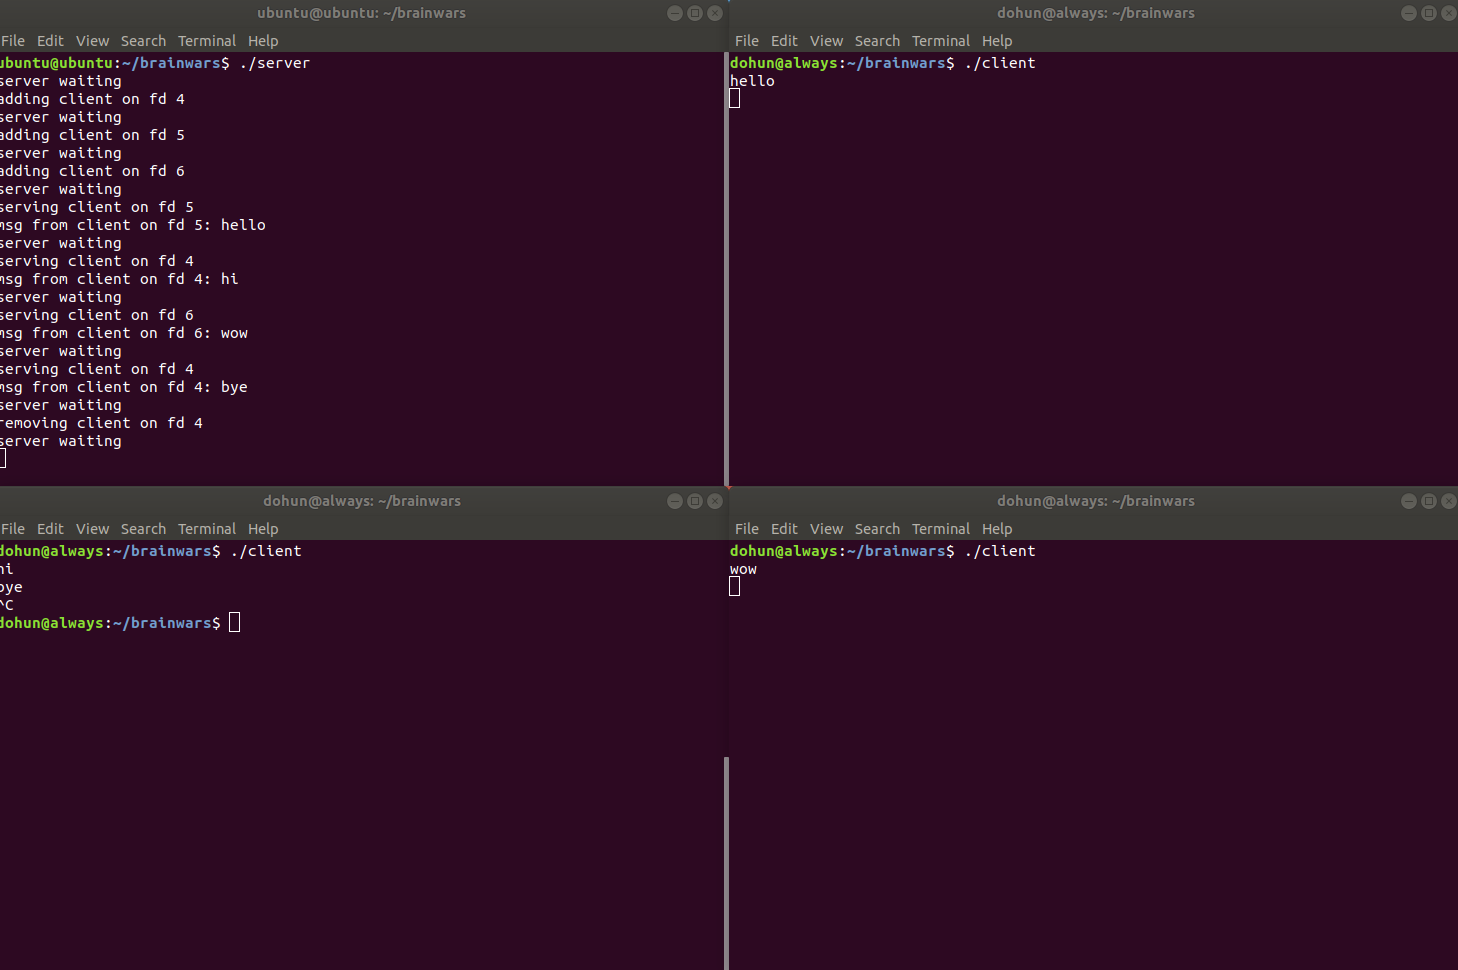 ubuntu@ubuntu: ~/brainwars
File Edit View Search Terminal Help
ubuntu@ubuntu:~/brainwars$ ./server
server waiting
adding client on fd 4
server waiting
adding client on fd 5
server waiting
adding client on fd 6
server waiting
serving client on fd 5
msg from client on fd 5: hello
server waiting
serving client on fd 4
msg from client on fd 4: hi
server waiting
serving client on fd 6
msg from client on fd 6: wow
server waiting
serving client on fd 4
msg from client on fd 4: bye
server waiting
removing client on fd 4
server waiting
dohun@always: ~/brainwars
File Edit View Search Terminal Help
dohun@always:~/brainwars$ ./client
hello
dohun@always: ~/brainwars
File Edit View Search Terminal Help
dohun@always:~/brainwars$ ./client
hi
bye
^C
dohun@always:~/brainwars$
dohun@always: ~/brainwars
File Edit View Search Terminal Help
dohun@always:~/brainwars$ ./client
wow